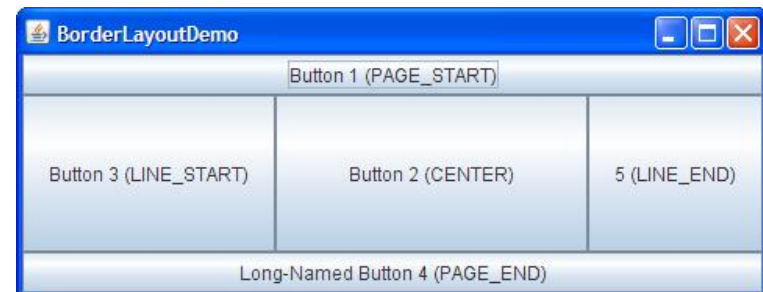 BorderLayoutDemo
Button 1 (PAGE_START)
Button 3 (LINE_START) Button 2 (CENTER) 5 (LINE_END)
Long-Named Button 4 (PAGE_END)